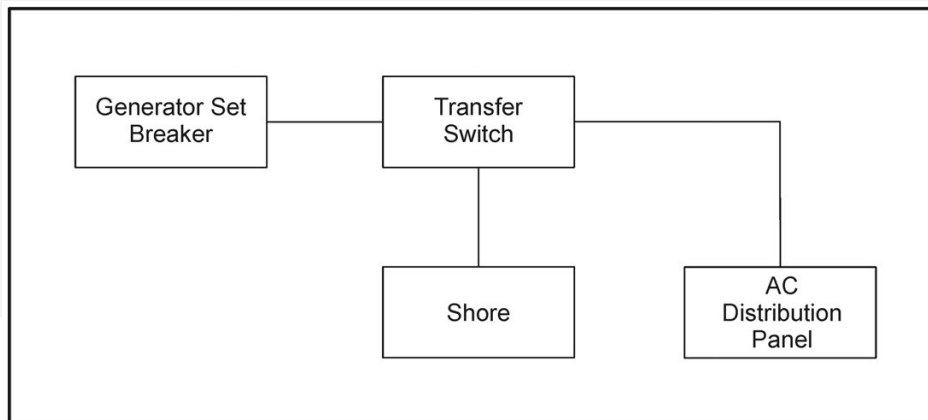 Generator Set
Breaker
Transfer
Switch
Shore
AC
Distribution
Panel